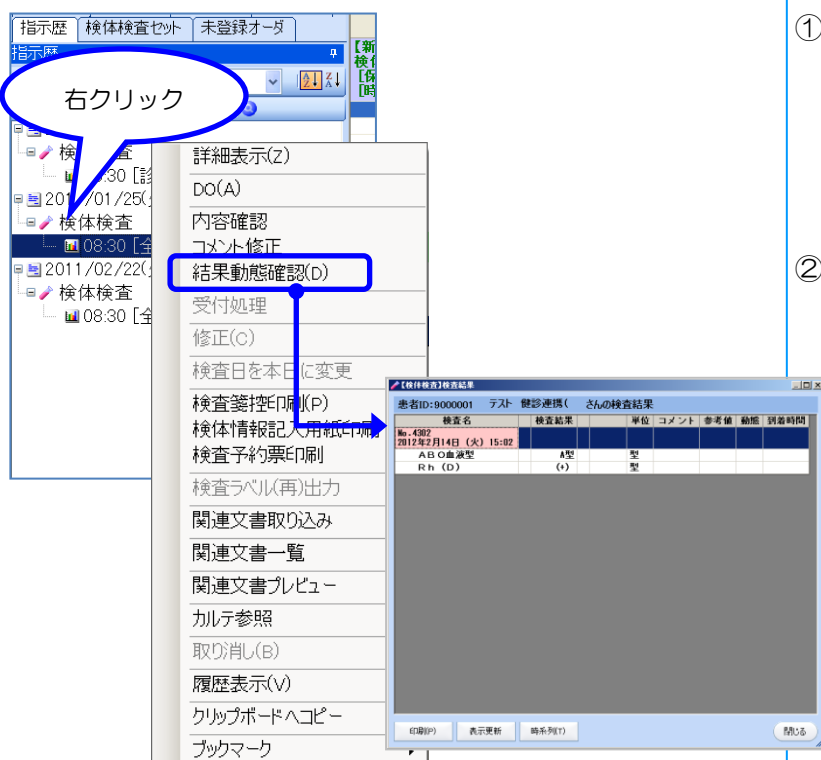 指示歴 検体検査セット 未登録オーダ
指示歴
【新
検体
[保
[時
右クリック
08:30 [診
01/25(
検体検査
08:30 [全
2011/02/22(
検体検査
08:30 [全
詳細表示(Z)
DO(A)
内容確認
コメント修正
結果動態確認(D)
受付処理
修正(C)
検査日を本日に変更
検査箋控印刷(P)
検体情報記入用紙印刷
検査予約票印刷
検査ラベル(再)出力
関連文書取り込み
関連文書一覧
関連文書プレビュー
カルテ参照
取り消し(B)
履歴表示(V)
クリップボードへコピー
ブックマーク
【検体検査】検査結果
患者ID:9000001 テスト 健診連携( さんの検査結果
検査名 検査結果 単位 コメント 参考値 動態 到着時間
No.4302
2012年2月14日 (火) 15:02
ABO血液型 A型 型
Rh (D) (+) 型
印刷(P) 表示更新 時系列(T) 閉じる
①
②